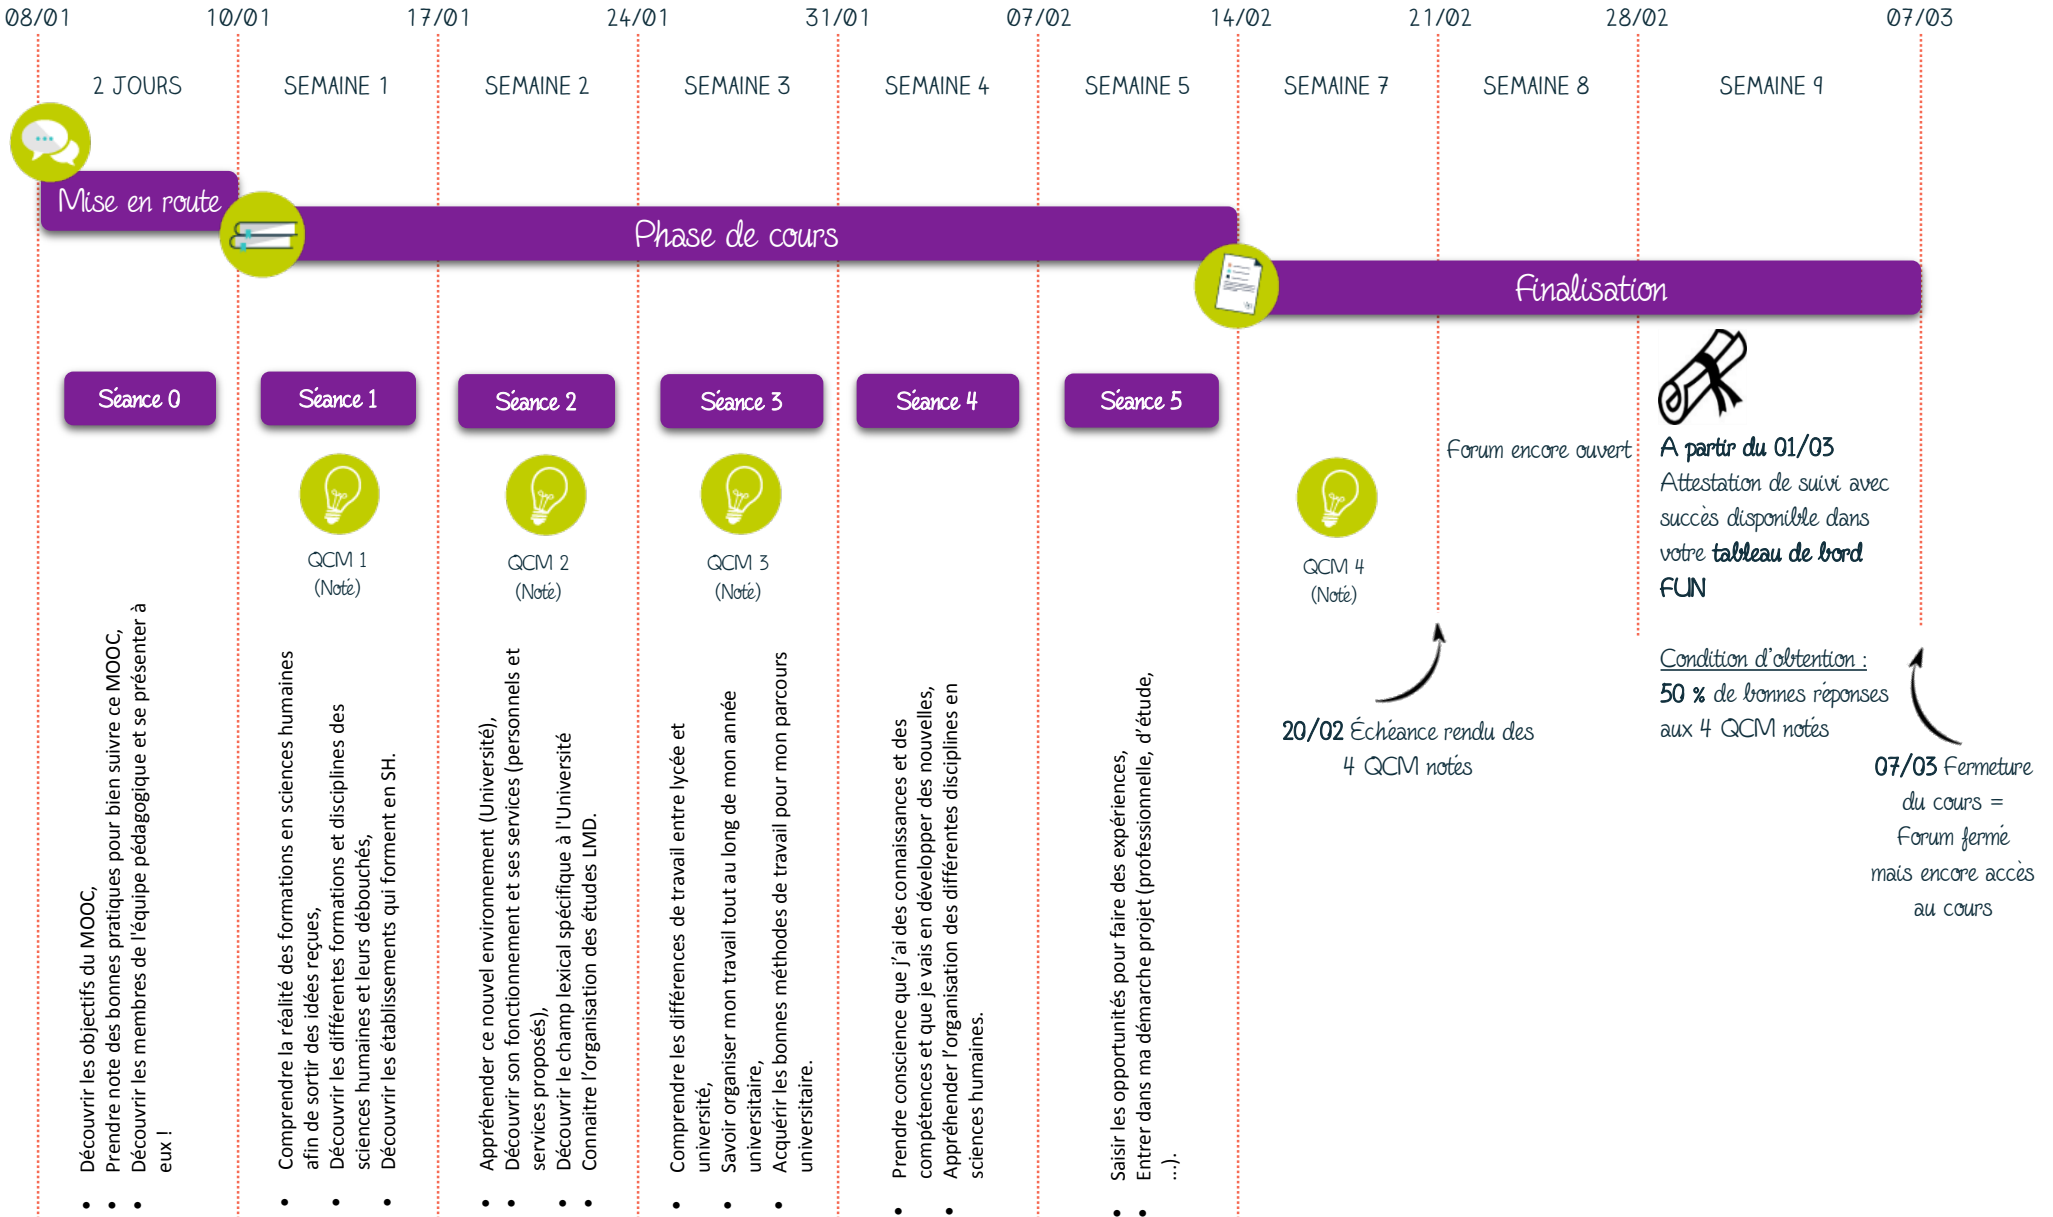 08/01
10/01
17/01
24/01
31/01
07/02
14/02
21/02
28/02
07/03
2 JOURS
SEMAINE 1
SEMAINE 2
SEMAINE 3
SEMAINE 4
SEMAINE 5
SEMAINE 7
SEMAINE 8
SEMAINE 9
Mise en route
Phase de cours
Finalisation
Séance 0
Séance 1
Séance 2
Séance 3
Séance 4
Séance 5
QCM 1
(Noté)
QCM 2
(Noté)
QCM 3
(Noté)
QCM 4
(Noté)
Forum encore ouvert
A partir du 01/03
Attestation de suivi avec
succès disponible dans
votre tableau de bord
FUN
Condition d'obtention :
50 % de bonnes réponses
aux 4 QCM notés
20/02 Échéance rendu des
4 QCM notés
07/03 Fermeture
du cours =
Forum fermé
mais encore accès
au cours
• Découvrir les objectifs du MOOC,
• Prendre note des bonnes pratiques pour bien suivre ce MOOC,
• Découvrir les membres de l'équipe pédagogique et se présenter à
eux !
• Comprendre la réalité des formations en sciences humaines
afin de sortir des idées reçues,
• Découvrir les différentes formations et disciplines des
sciences humaines et leurs débouchés,
• Découvrir les établissements qui forment en SH.
• Appréhender ce nouvel environnement (Université),
• Découvrir son fonctionnement et ses services (personnels et
services proposés),
• Découvrir le champ lexical spécifique à l'Université
• Connaitre l'organisation des études LMD.
• Comprendre les différences de travail entre lycée et
université,
• Savoir organiser mon travail tout au long de mon année
universitaire,
• Acquérir les bonnes méthodes de travail pour mon parcours
universitaire.
• Prendre conscience que j'ai des connaissances et des
compétences et que je vais en développer des nouvelles,
• Appréhender l'organisation des différentes disciplines en
sciences humaines.
• Saisir les opportunités pour faire des expériences,
• Entrer dans ma démarche projet (professionnelle, d'étude,
…).